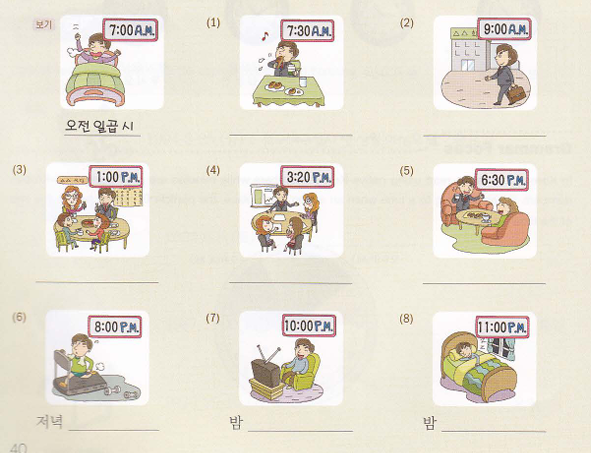 보기
7:00 A.M.
오전 일곱 시
(1)
7:30 A.M.
(2)
9:00 A.M.
(3)
1:00 P.M.
(4)
3:20 P.M.
(5)
6:30 P.M.
(6)
8:00 P.M.
저녁
(7)
10:00 P.M.
밤
(8)
11:00 P.M.
밤
40